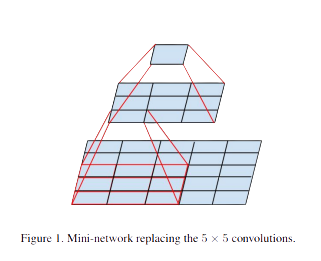 Figure 1. Mini-network replacing the 5 × 5 convolutions.